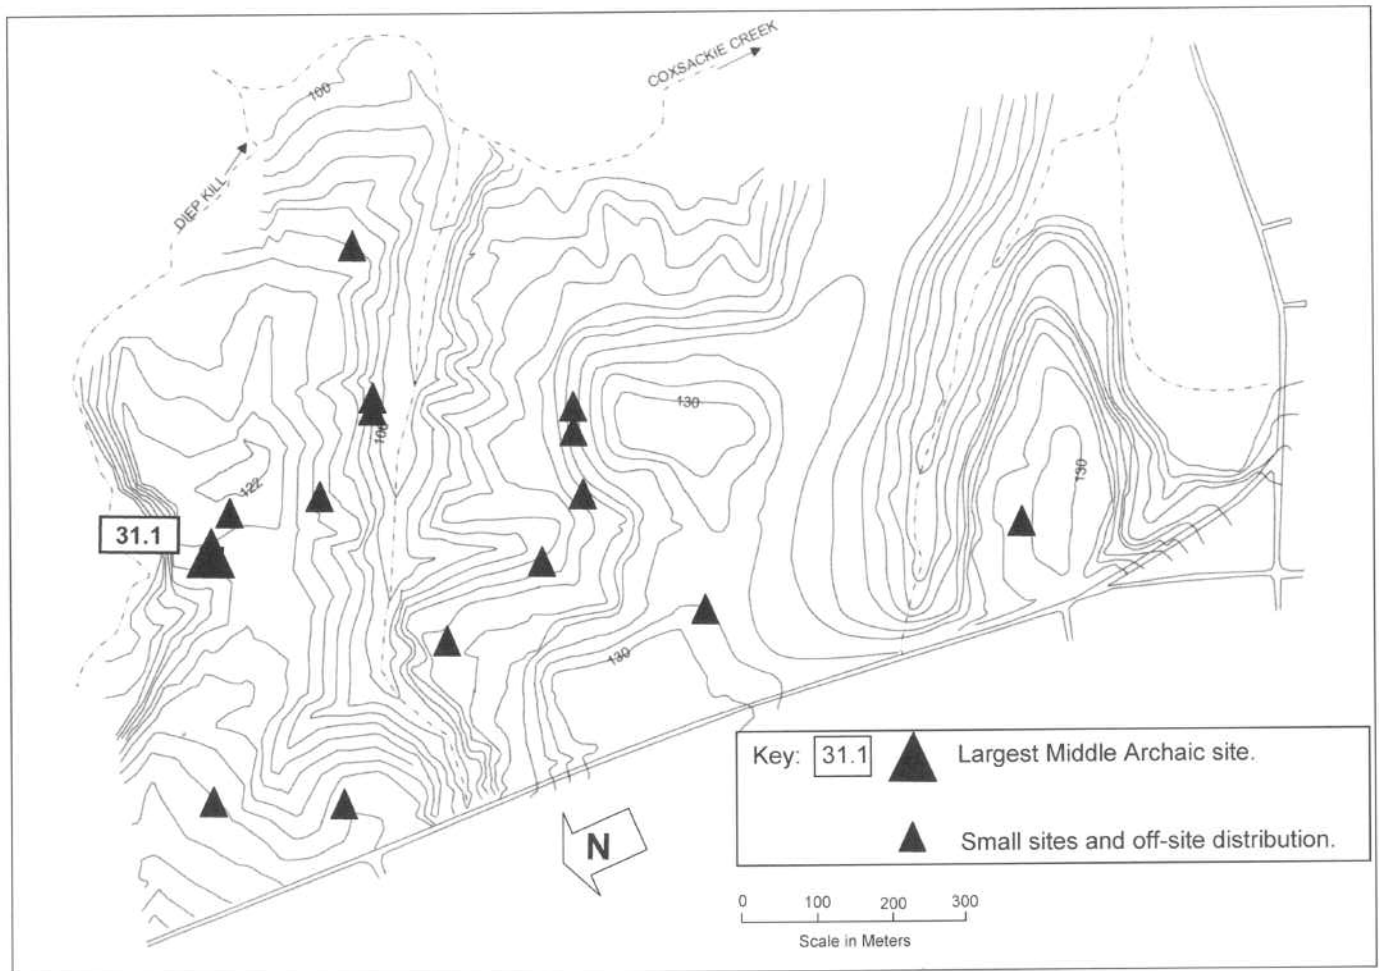 COXSACKIE CREEK
100
DIEP KILL
130
100
122
130
31.1
130
Key: 31.1 Largest Middle Archaic site.
Small sites and off-site distribution.
N
0 100 200 300
Scale in Meters